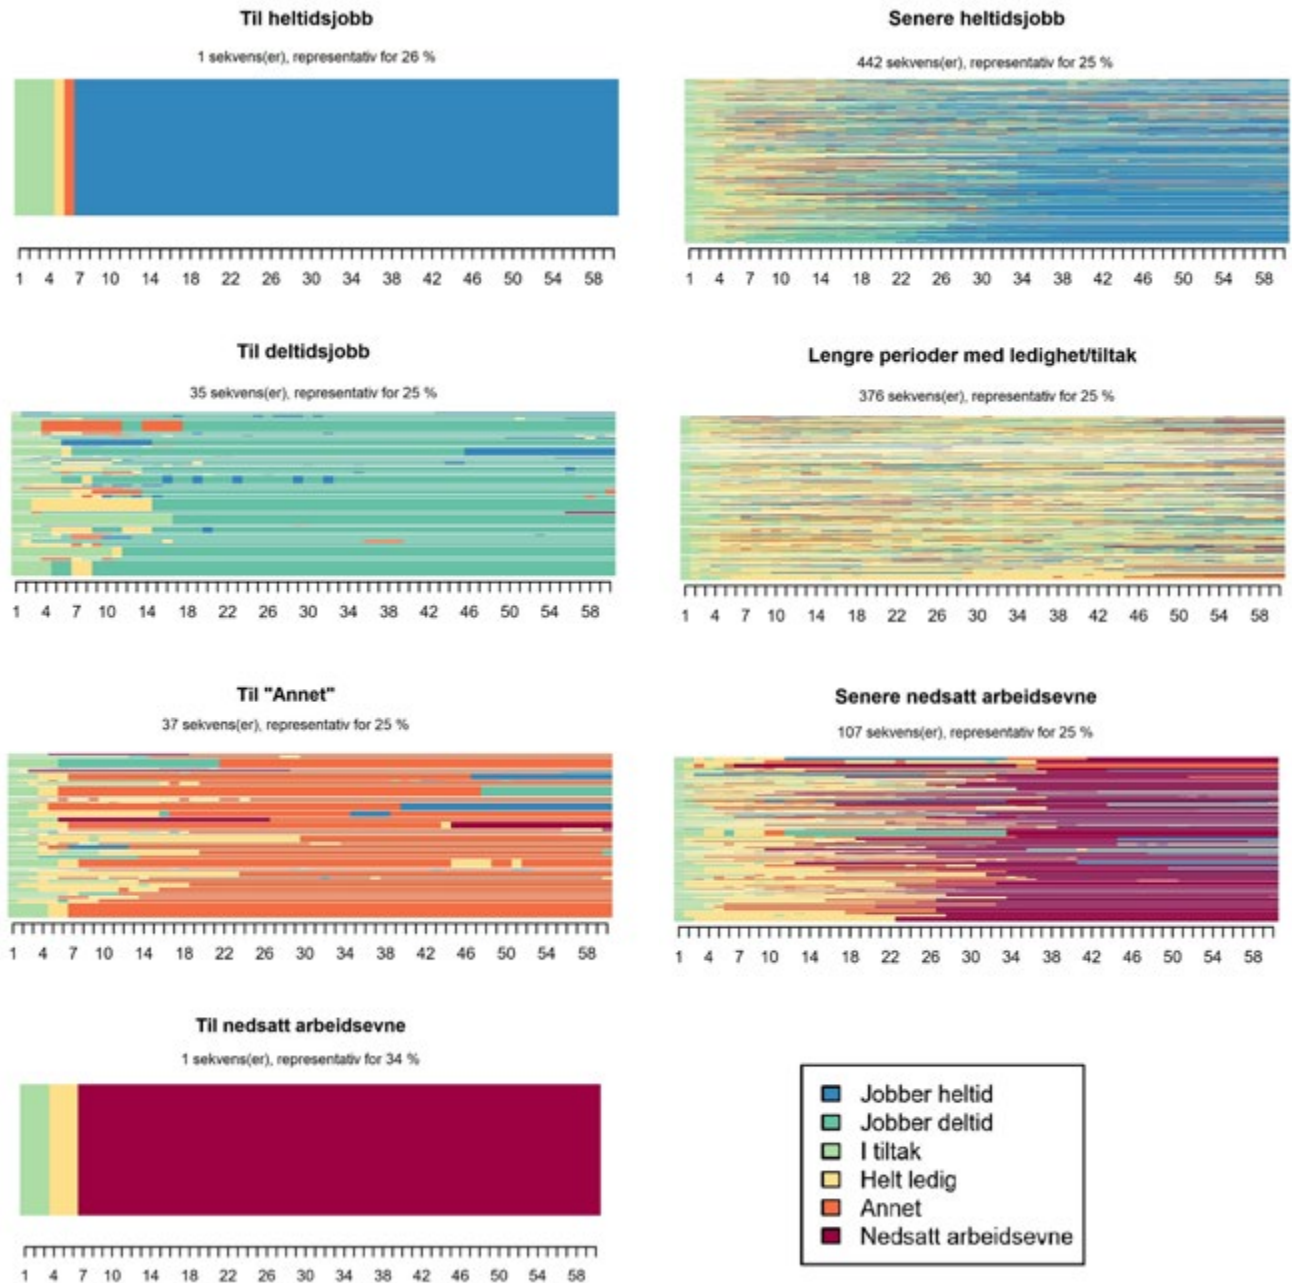 Til heltidsjobb
1 sekvens(er), representativ for 26 %
1 4 7 10 14 18 22 26 30 34 38 42 46 50 54 58
Senere heltidsjobb
442 sekvens(er), representativ for 25 %
1 4 7 10 14 18 22 26 30 34 38 42 46 50 54 58
Til deltidsjobb
35 sekvens(er), representativ for 25 %
1 4 7 10 14 18 22 26 30 34 38 42 46 50 54 58
Lengre perioder med ledighet/tiltak
376 sekvens(er), representativ for 25 %
1 4 7 10 14 18 22 26 30 34 38 42 46 50 54 58
Til "Annet"
37 sekvens(er), representativ for 25 %
1 4 7 10 14 18 22 26 30 34 38 42 46 50 54 58
Senere nedsatt arbeidsevne
107 sekvens(er), representativ for 25 %
1 4 7 10 14 18 22 26 30 34 38 42 46 50 54 58
Til nedsatt arbeidsevne
1 sekvens(er), representativ for 34 %
1 4 7 10 14 18 22 26 30 34 38 42 46 50 54 58
Jobber heltid
Jobber deltid
I tiltak
Helt ledig
Annet
Nedsatt arbeidsevne